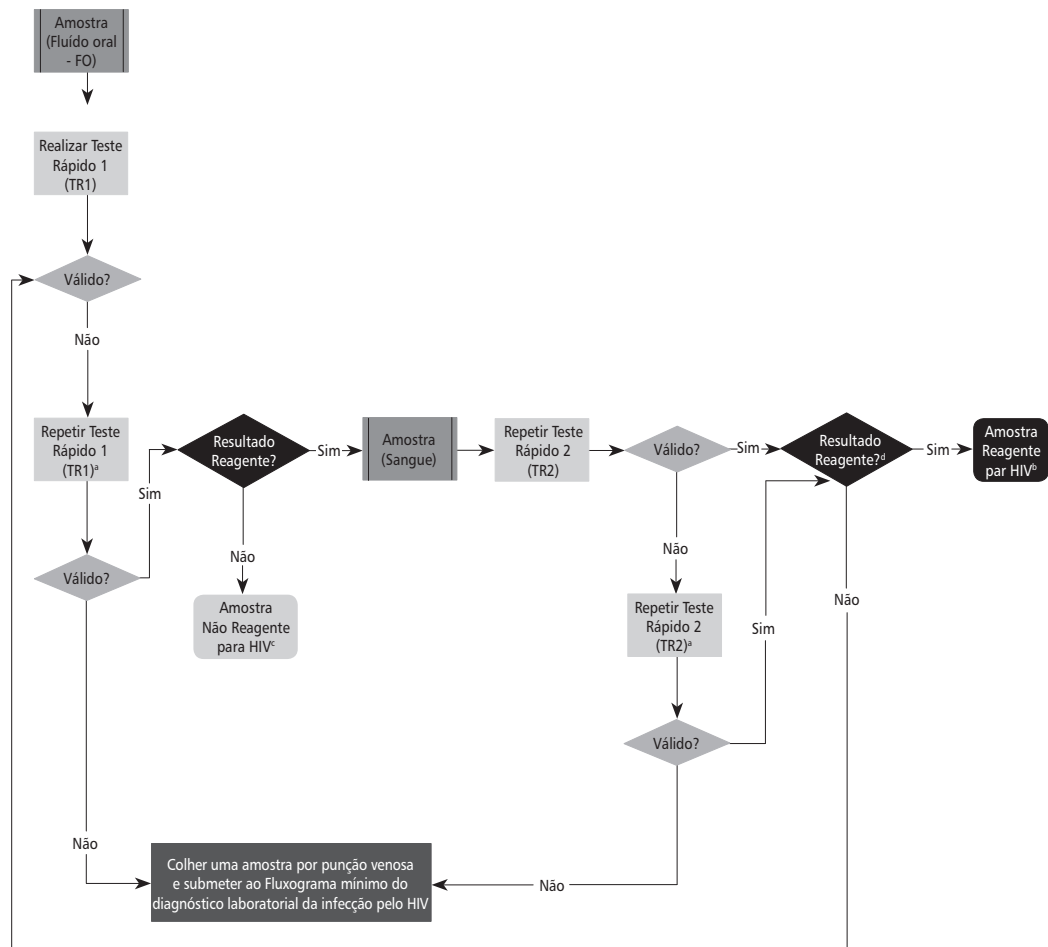 Amostra
(Fluído oral
- FO)
Realizar Teste
Rápido 1
(TR1)
Válido?
Não
Repetir Teste
Rápido 1
(TR1)ᵃ
Sim
Válido?
Não
Resultado
Reagente?
Sim
Não
Amostra
Não Reagente
para HIVᶜ
Amostra
(Sangue)
Repetir Teste
Rápido 2
(TR2)
Válido?
Sim
Não
Repetir Teste
Rápido 2
(TR2)ᵃ
Válido?
Sim
Não
Resultado
Reagente?ᵈ
Sim
Não
Amostra
Reagente
par HIVᵇ
Colher uma amostra por punção venosa
e submeter ao Fluxograma mínimo do
diagnóstico laboratorial da infecção pelo HIV